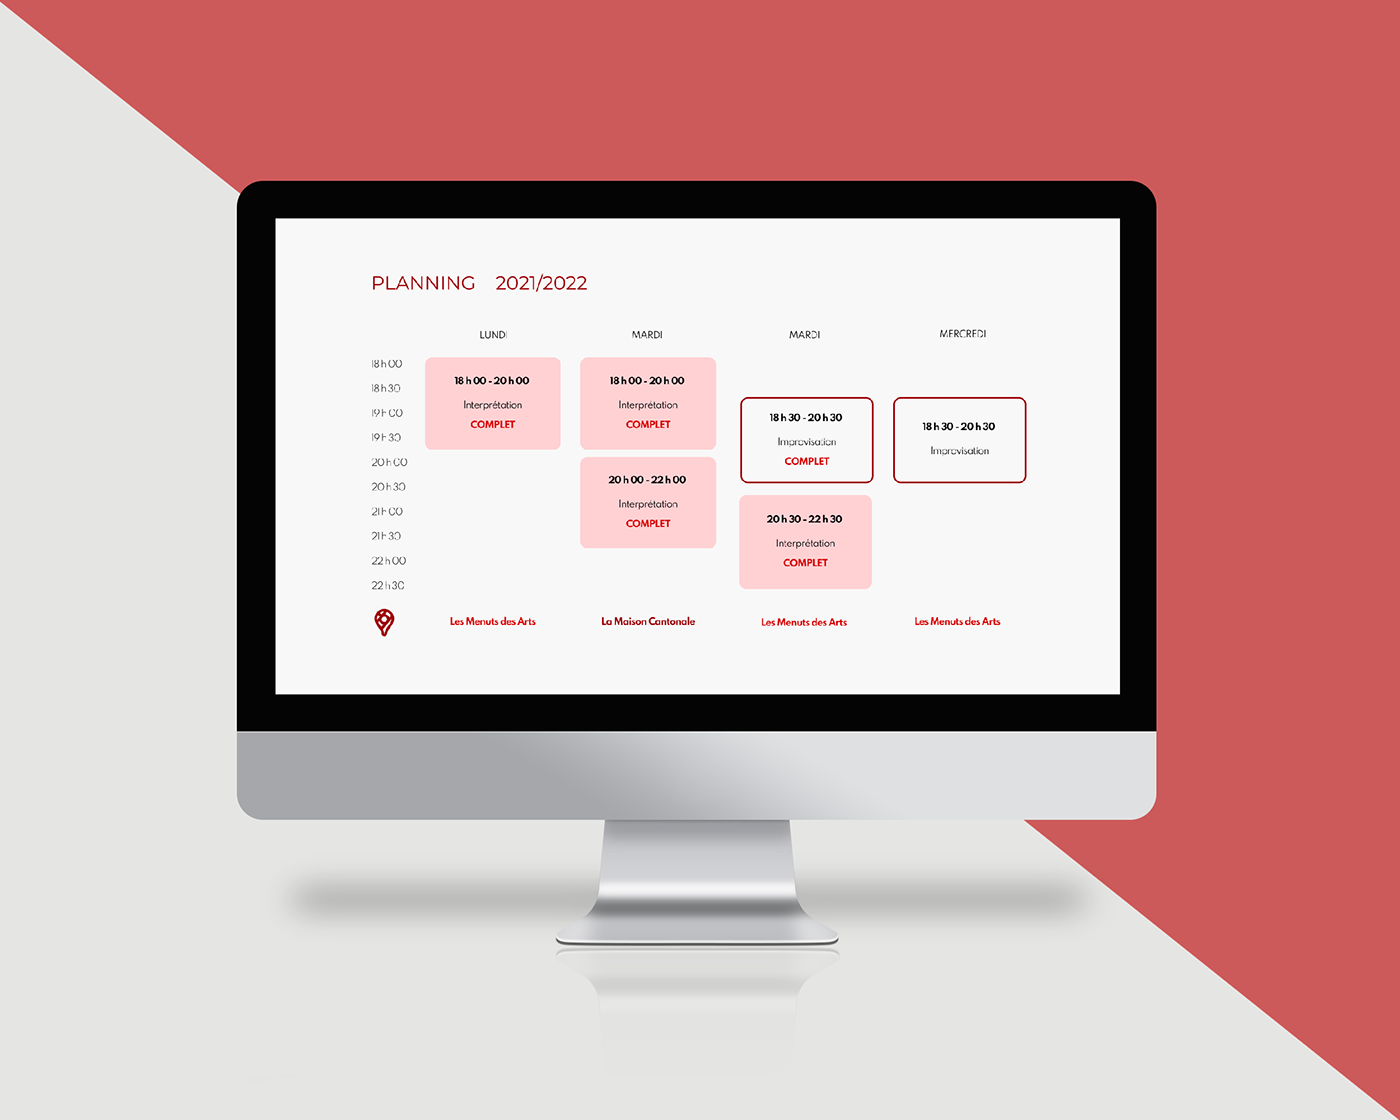 PLANNING 2021/2022
LUNDI MARDI MARDI MERCREDI
18 h 00
18 h 30
19 h 00
19 h 30
20 h 00
20 h 30
21 h 00
21 h 30
22 h 00
22 h 30
18 h 00 - 20 h 00
Interprétation
COMPLET
18 h 00 - 20 h 00
Interprétation
COMPLET
20 h 00 - 22 h 00
Interprétation
COMPLET
18 h 30 - 20 h 30
Improvisation
COMPLET
20 h 30 - 22 h 30
Interprétation
COMPLET
18 h 30 - 20 h 30
Improvisation
Les Menuts des Arts La Maison Cantonale Les Menuts des Arts Les Menuts des Arts